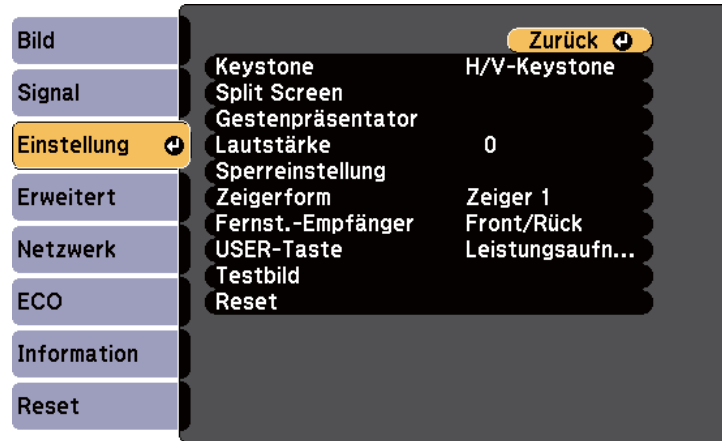 Bild
Signal
Einstellung
Erweitert
Netzwerk
ECO
Information
Reset
Zurück
Keystone H/V-Keystone
Split Screen
Gestenpräsentator
Lautstärke 0
Sperreinstellung
Zeigerform Zeiger 1
Fernst.-Empfänger Front/Rück
USER-Taste Leistungsaufn...
Testbild
Reset